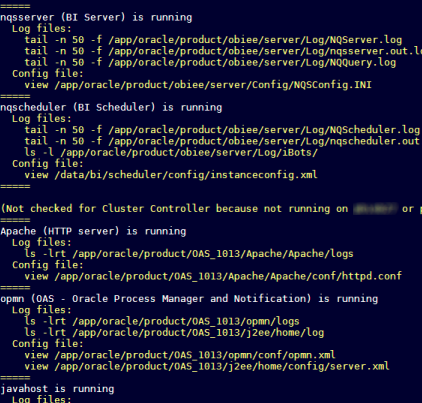 =====
nqsserver (BI Server) is running
Log files:
tail -n 50 -f /app/oracle/product/obiee/server/Log/NQServer.log
tail -n 50 -f /app/oracle/product/obiee/server/Log/nqsserver.out.lo
tail -n 50 -f /app/oracle/product/obiee/server/Log/NQQuery.log
Config file:
view /app/oracle/product/obiee/server/Config/NQSConfig.INI
=====
nqscheduler (BI Scheduler) is running
Log files:
tail -n 50 -f /app/oracle/product/obiee/server/Log/NQScheduler.log
tail -n 50 -f /app/oracle/product/obiee/server/Log/nqscheduler.out
ls -l /app/oracle/product/obiee/server/Log/iBots/
Config file:
view /data/bi/scheduler/config/instanceconfig.xml
=====
(Not checked for Cluster Controller because not running on or p
=====
Apache (HTTP server) is running
Log files:
ls -lrt /app/oracle/product/OAS_1013/Apache/Apache/logs
Config file:
view /app/oracle/product/OAS_1013/Apache/Apache/conf/httpd.conf
=====
opmn (OAS - Oracle Process Manager and Notification) is running
Log files:
ls -lrt /app/oracle/product/OAS_1013/opmn/logs
ls -lrt /app/oracle/product/OAS_1013/j2ee/home/log
Config file:
view /app/oracle/product/OAS_1013/opmn/conf/opmn.xml
view /app/oracle/product/OAS_1013/j2ee/home/config/server.xml
=====
javahost is running
Log files: